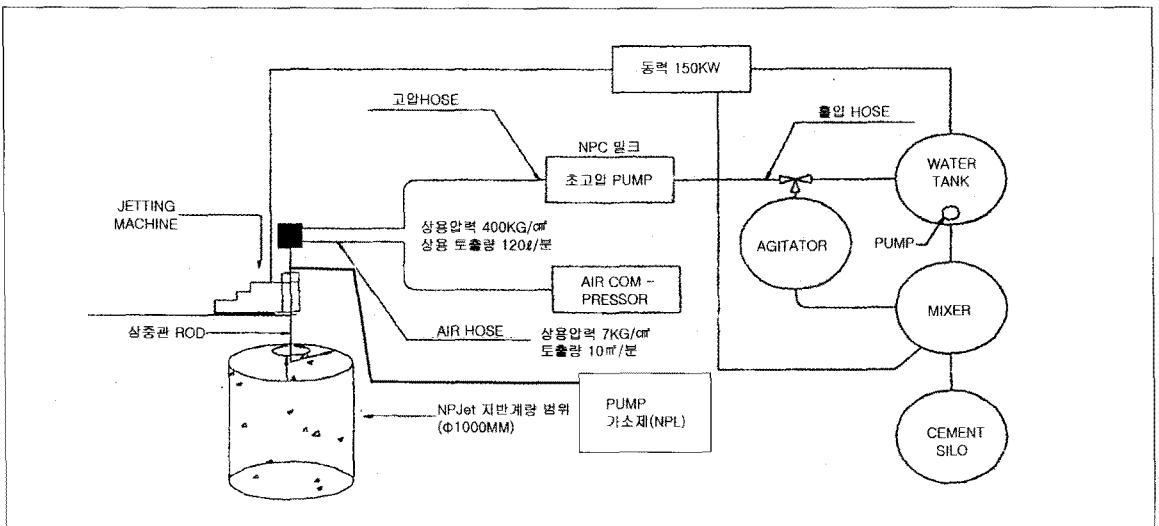 동력 150KW
고압HOSE
흡입 HOSE
NPC 밀크
초고압 PUMP
WATER
TANK
JETTING
MACHINE
상용압력 400KG/㎠
상용 토출량 120ℓ/분
AGITATOR
PUMP
AIR COM -
PRESSOR
MIXER
삼중관 ROD
AIR HOSE
상용압력 7KG/㎠
토출량 10㎥/분
NPJet 지반계량 범위
(Φ1000MM)
PUMP
가소제(NPL)
CEMENT
SILO